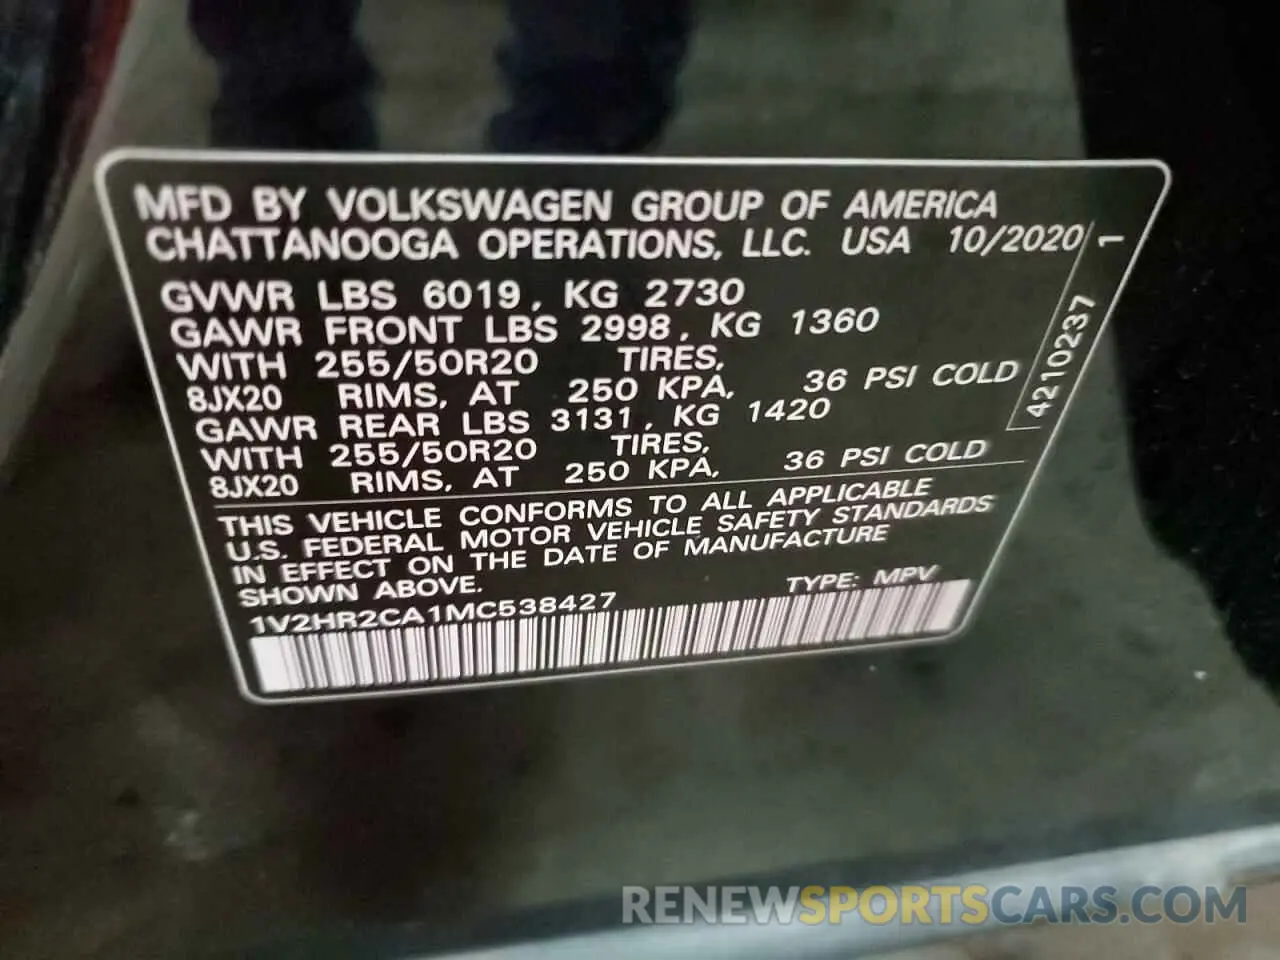 MFD BY VOLKSWAGEN GROUP OF AMERICA
CHATTANOOGA OPERATIONS, LLC. USA 10/2020
GVWR LBS 6019, KG 2730
GAWR FRONT LBS 2998, KG 1360
WITH 255/50R20 TIRES,
8JX20 RIMS, AT 250 KPA, 36 PSI COLD
GAWR REAR LBS 3131, KG 1420
WITH 255/50R20 TIRES,
8JX20 RIMS, AT 250 KPA, 36 PSI COLD
THIS VEHICLE CONFORMS TO ALL APPLICABLE
U.S. FEDERAL MOTOR VEHICLE SAFETY STANDARDS
IN EFFECT ON THE DATE OF MANUFACTURE
SHOWN ABOVE.
1V2HR2CA1MC538427 TYPE: MPV
4210237 1
RENEWSPORTSCARS.COM